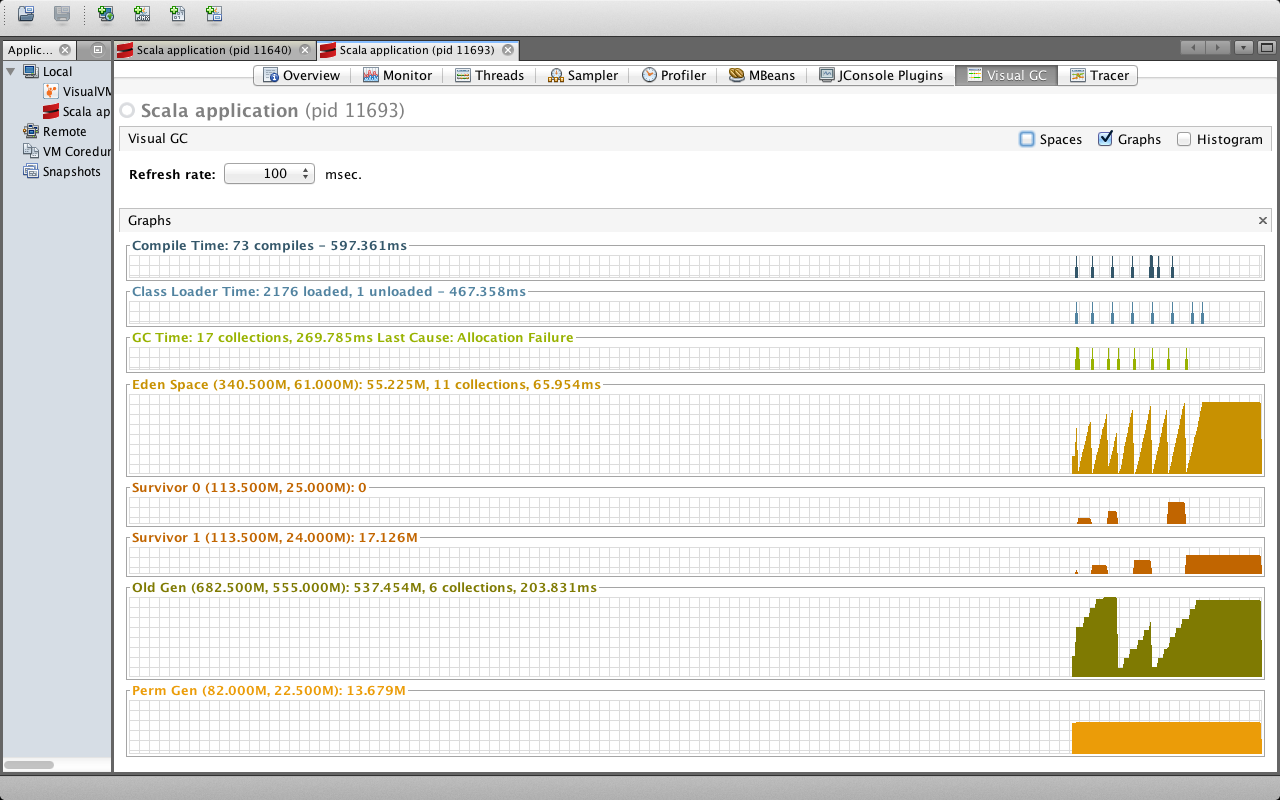 Applic...
Scala application (pid 11640)
Scala application (pid 11693)
Local
VisualVM
Scala ap
Remote
VM Coredur
Snapshots
Overview
Monitor
Threads
Sampler
Profiler
MBeans
JConsole Plugins
Visual GC
Tracer
Scala application (pid 11693)
Visual GC
Spaces
Graphs
Histogram
Refresh rate: 100 msec.
Graphs
Compile Time: 73 compiles - 597.361ms
Class Loader Time: 2176 loaded, 1 unloaded - 467.358ms
GC Time: 17 collections, 269.785ms Last Cause: Allocation Failure
Eden Space (340.500M, 61.000M): 55.225M, 11 collections, 65.954ms
Survivor 0 (113.500M, 25.000M): 0
Survivor 1 (113.500M, 24.000M): 17.126M
Old Gen (682.500M, 555.000M): 537.454M, 6 collections, 203.831ms
Perm Gen (82.000M, 22.500M): 13.679M